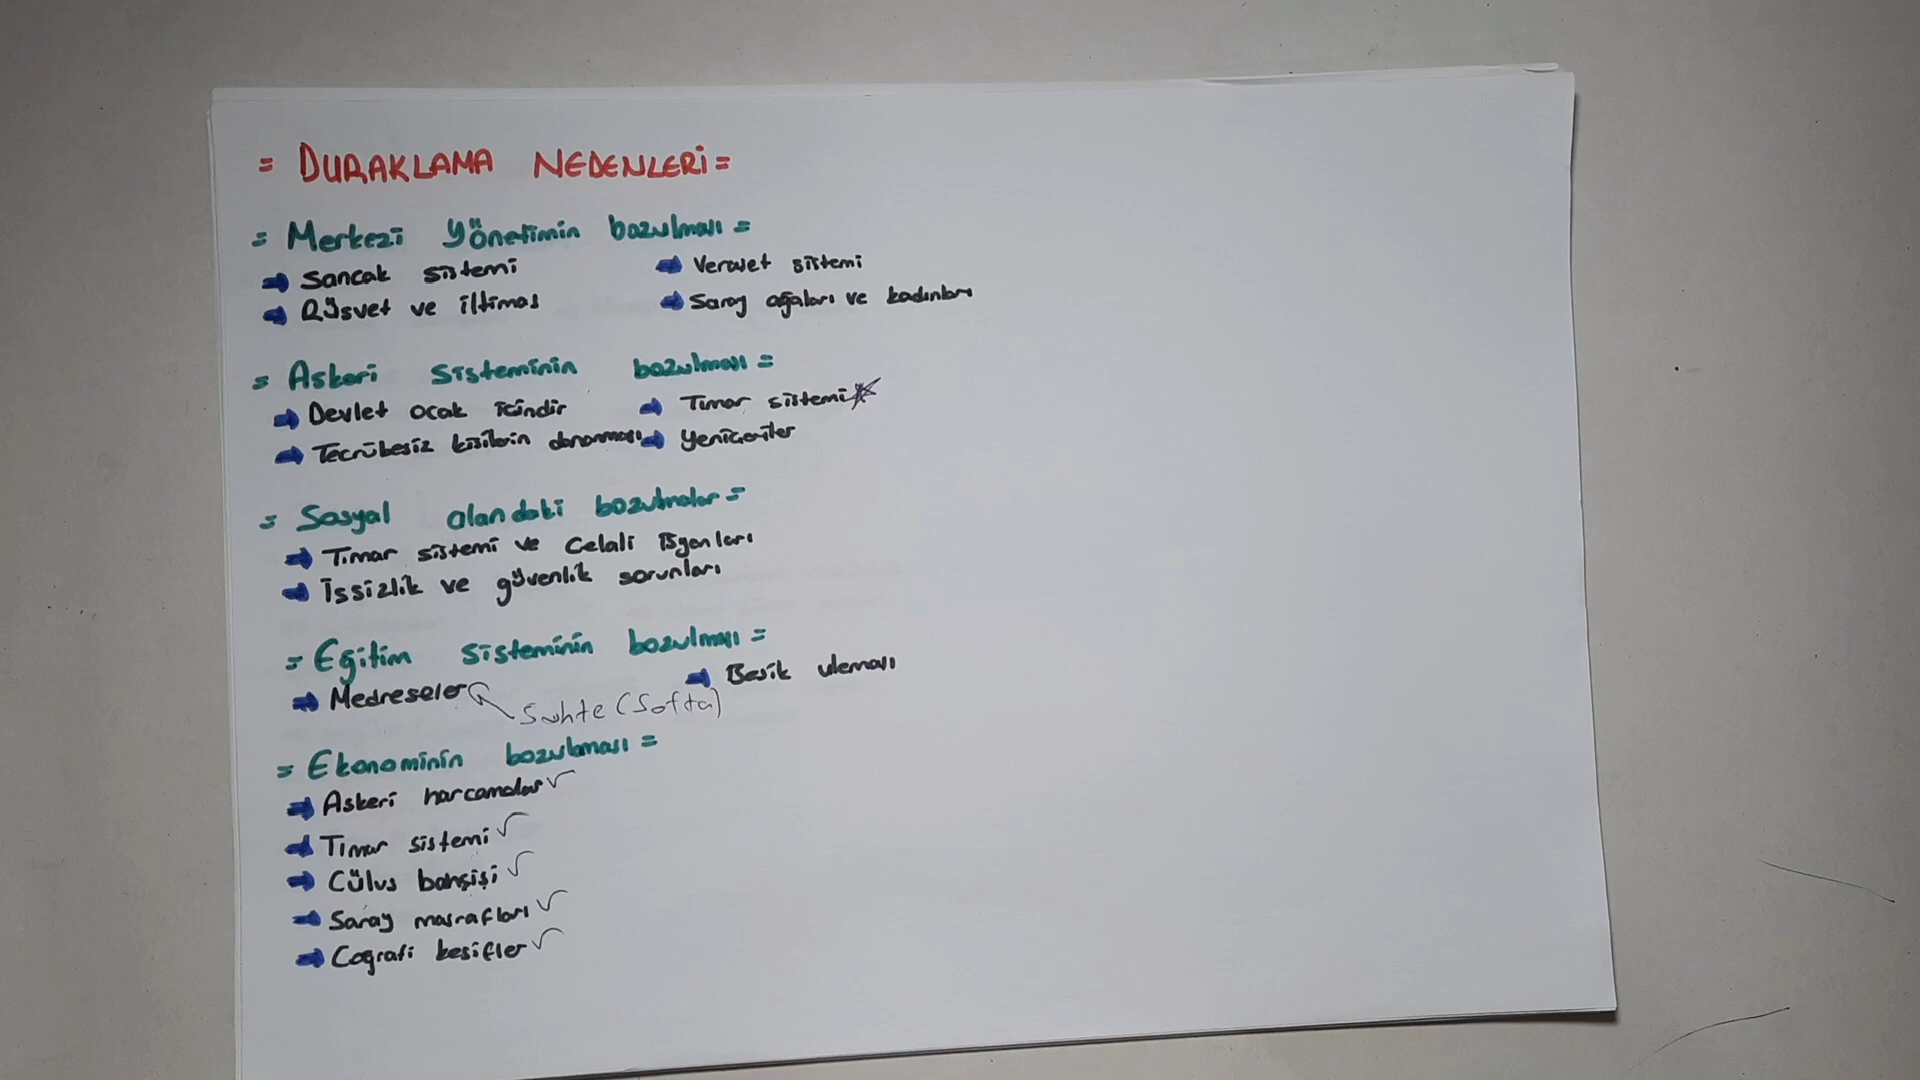 = DURAKLAMA NEDENLERİ =
= Merkezi Yönetimin bozulması =
Sancak sistemi
Veraset sistemi
Rüşvet ve iltimas
Saray ağaları ve kadınları
= Askeri Sisteminin bozulması =
Devlet ocak içindir
Tımar sistemi
Tecrübesiz kişilerin donanması
Yeniçeriler
= Sosyal alandaki bozulmalar =
Tımar sistemi ve Celali isyanları
İşsizlik ve güvenlik sorunları
= Eğitim Sisteminin bozulması =
Medreseler
Beşik uleması
Suhte (Softa)
= Ekonominin bozulması =
Askeri harcamalar ✓
Tımar sistemi ✓
Cülus bahşişi ✓
Saray masrafları ✓
Coğrafi keşifler ✓